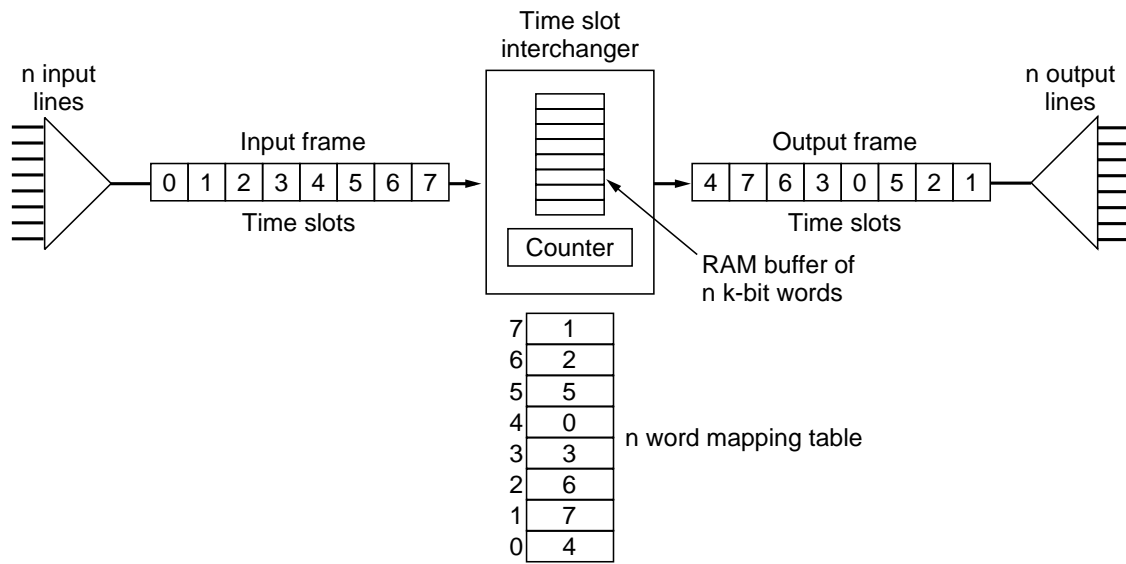 Time slot
interchanger
n input
lines
n output
lines
Input frame
Output frame
0 1 2 3 4 5 6 7
4 7 6 3 0 5 2 1
Time slots
Time slots
Counter
RAM buffer of
n k-bit words
7 1
6 2
5 5
4 0
n word mapping table
3 3
2 6
1 7
0 4